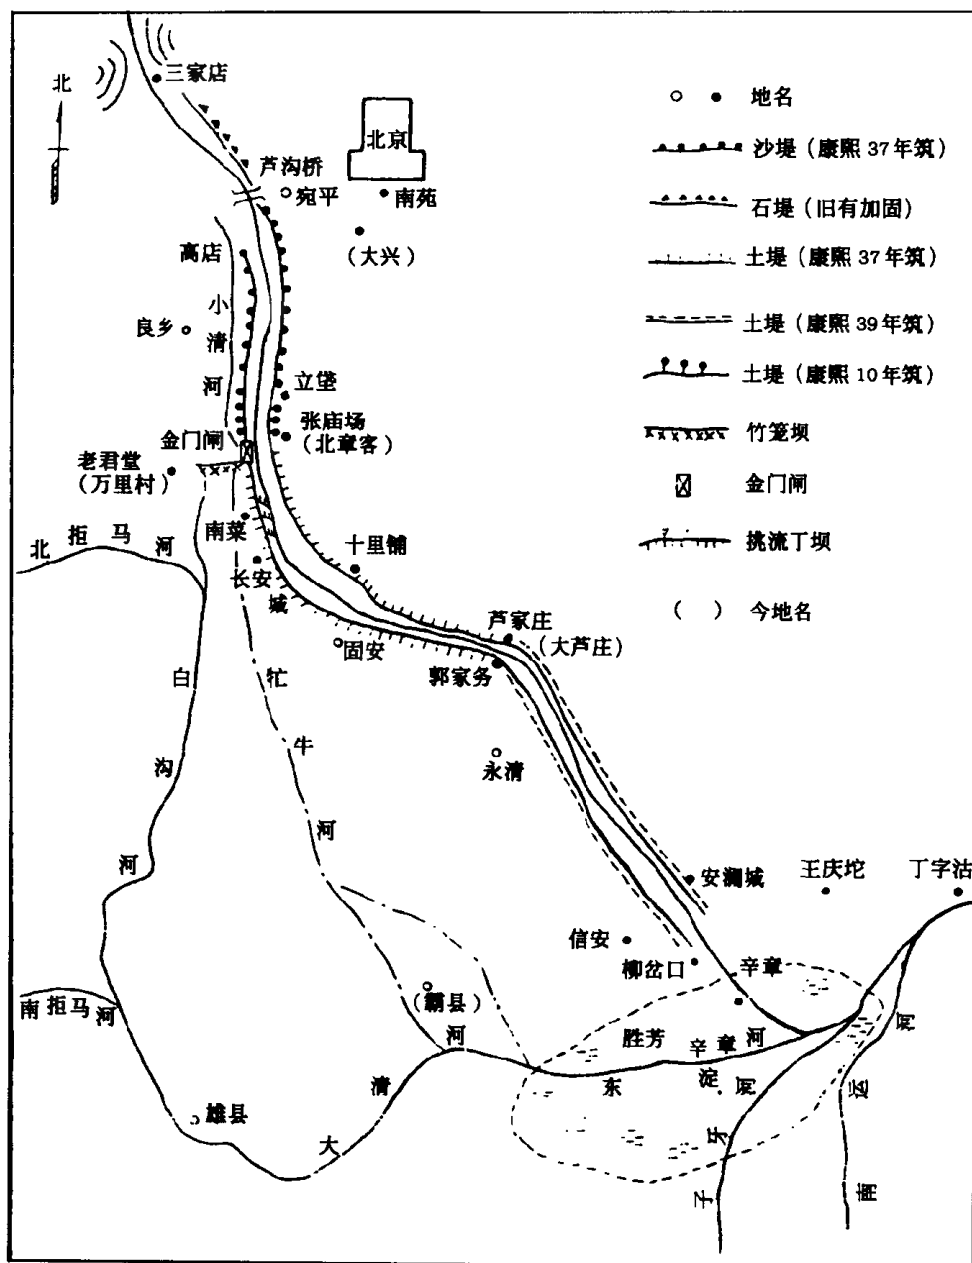 三家店
北
北京
芦沟桥
宛平
南苑
(大兴)
高店
小清河
良乡
立垡
张庙场
(北章客)
金门闸
老君堂
(万里村)
南菜
北拒马河
长安城
十里铺
固安
芦家庄
(大芦庄)
郭家务
白沟河
牤牛河
永清
安澜城
王庆坨
丁字沽
信安
柳岔口
辛章
(霸县)
南拒马河
胜芳
辛章河
东淀
大清河
雄县
子牙河
南运河
地名
沙堤(康熙37年筑)
石堤(旧有加固)
土堤(康熙37年筑)
土堤(康熙39年筑)
土堤(康熙10年筑)
竹笼坝
金门闸
挑流丁坝
( ) 今地名